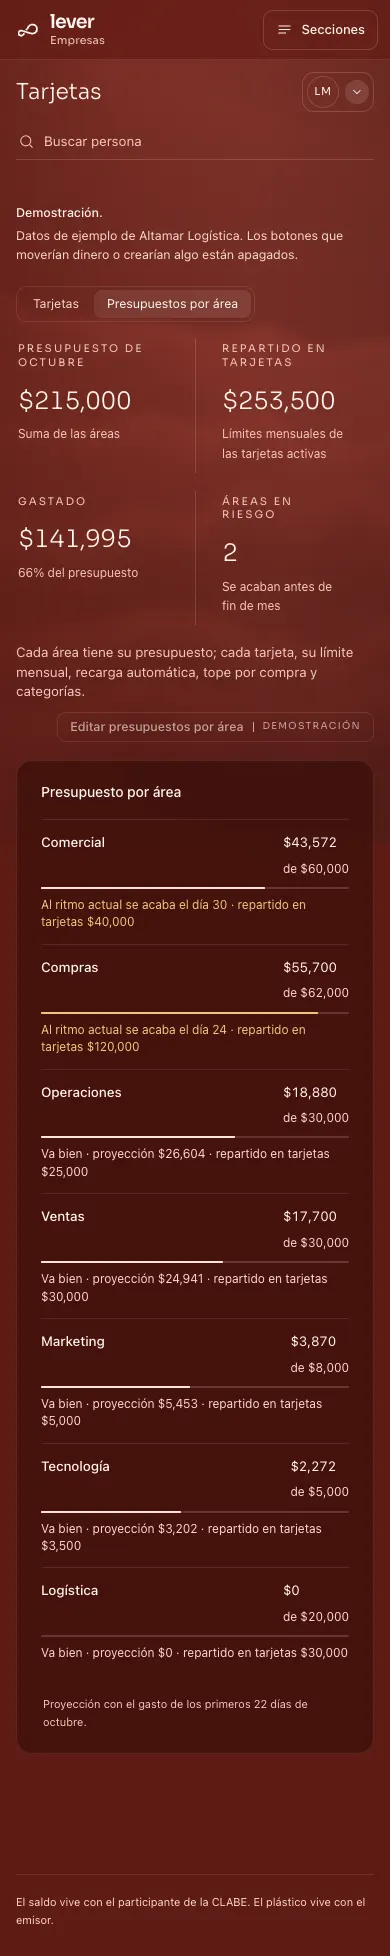 lever
Empresas
Secciones
Tarjetas
LM
Buscar persona
Demostración.
Datos de ejemplo de Altamar Logística. Los botones que
moverían dinero o crearían algo están apagados.
Tarjetas
Presupuestos por área
PRESUPUESTO DE
OCTUBRE
$215,000
Suma de las áreas
REPARTIDO EN
TARJETAS
$253,500
Límites mensuales de
las tarjetas activas
GASTADO
$141,995
66% del presupuesto
ÁREAS EN
RIESGO
2
Se acaban antes de
fin de mes
Cada área tiene su presupuesto; cada tarjeta, su límite
mensual, recarga automática, tope por compra y
categorías.
Editar presupuestos por área | DEMOSTRACIÓN
Presupuesto por área
Comercial $43,572
de $60,000
Al ritmo actual se acaba el día 30 · repartido en
tarjetas $40,000
Compras $55,700
de $62,000
Al ritmo actual se acaba el día 24 · repartido en
tarjetas $120,000
Operaciones $18,880
de $30,000
Va bien · proyección $26,604 · repartido en tarjetas
$25,000
Ventas $17,700
de $30,000
Va bien · proyección $24,941 · repartido en tarjetas
$30,000
Marketing $3,870
de $8,000
Va bien · proyección $5,453 · repartido en tarjetas
$5,000
Tecnología $2,272
de $5,000
Va bien · proyección $3,202 · repartido en tarjetas
$3,500
Logística $0
de $20,000
Va bien · proyección $0 · repartido en tarjetas $30,000
Proyección con el gasto de los primeros 22 días de
octubre.
El saldo vive con el participante de la CLABE. El plástico vive con el
emisor.